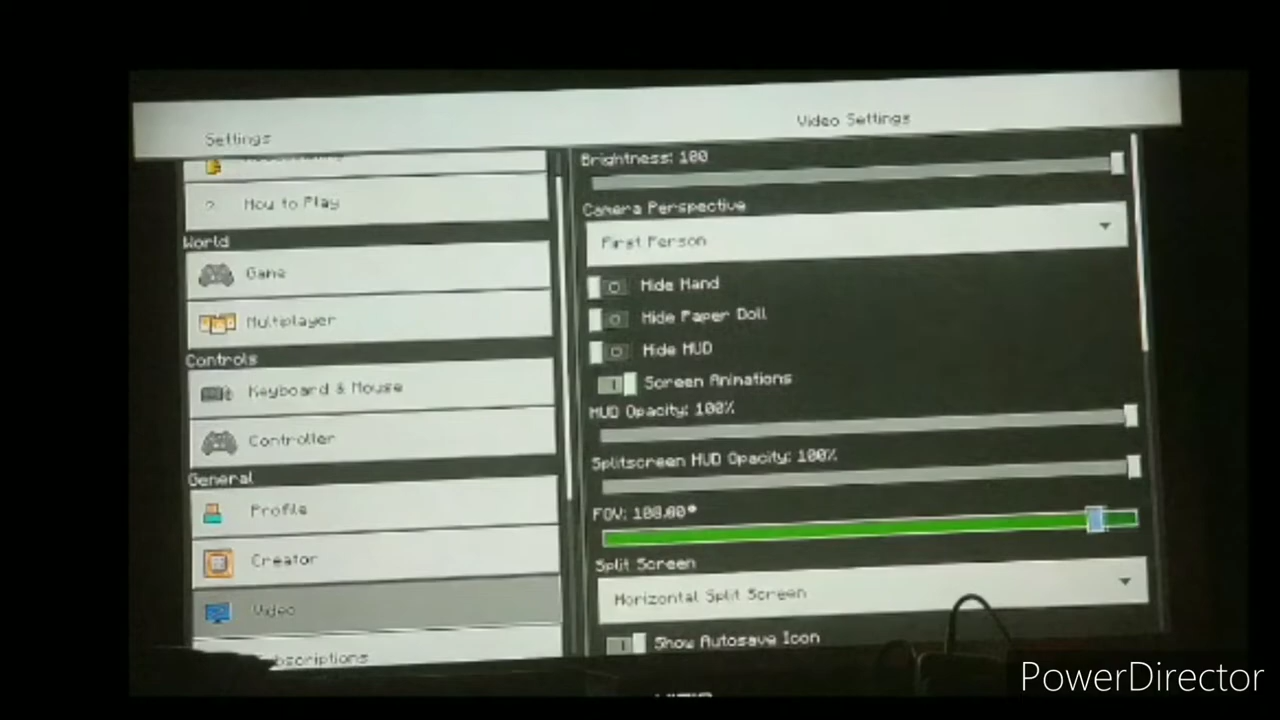 Settings
Video Settings
How to Play
World
Game
Multiplayer
Controls
Keyboard & Mouse
Controller
General
Profile
Creator
Video
Brightness: 100
Camera Perspective
First Person
Hide Hand
Hide Paper Doll
Hide HUD
Screen Animations
HUD Opacity: 100%
Splitscreen HUD Opacity: 100%
FOV: 108.00°
Split Screen
Horizontal Split Screen
Show Autosave Icon
PowerDirector